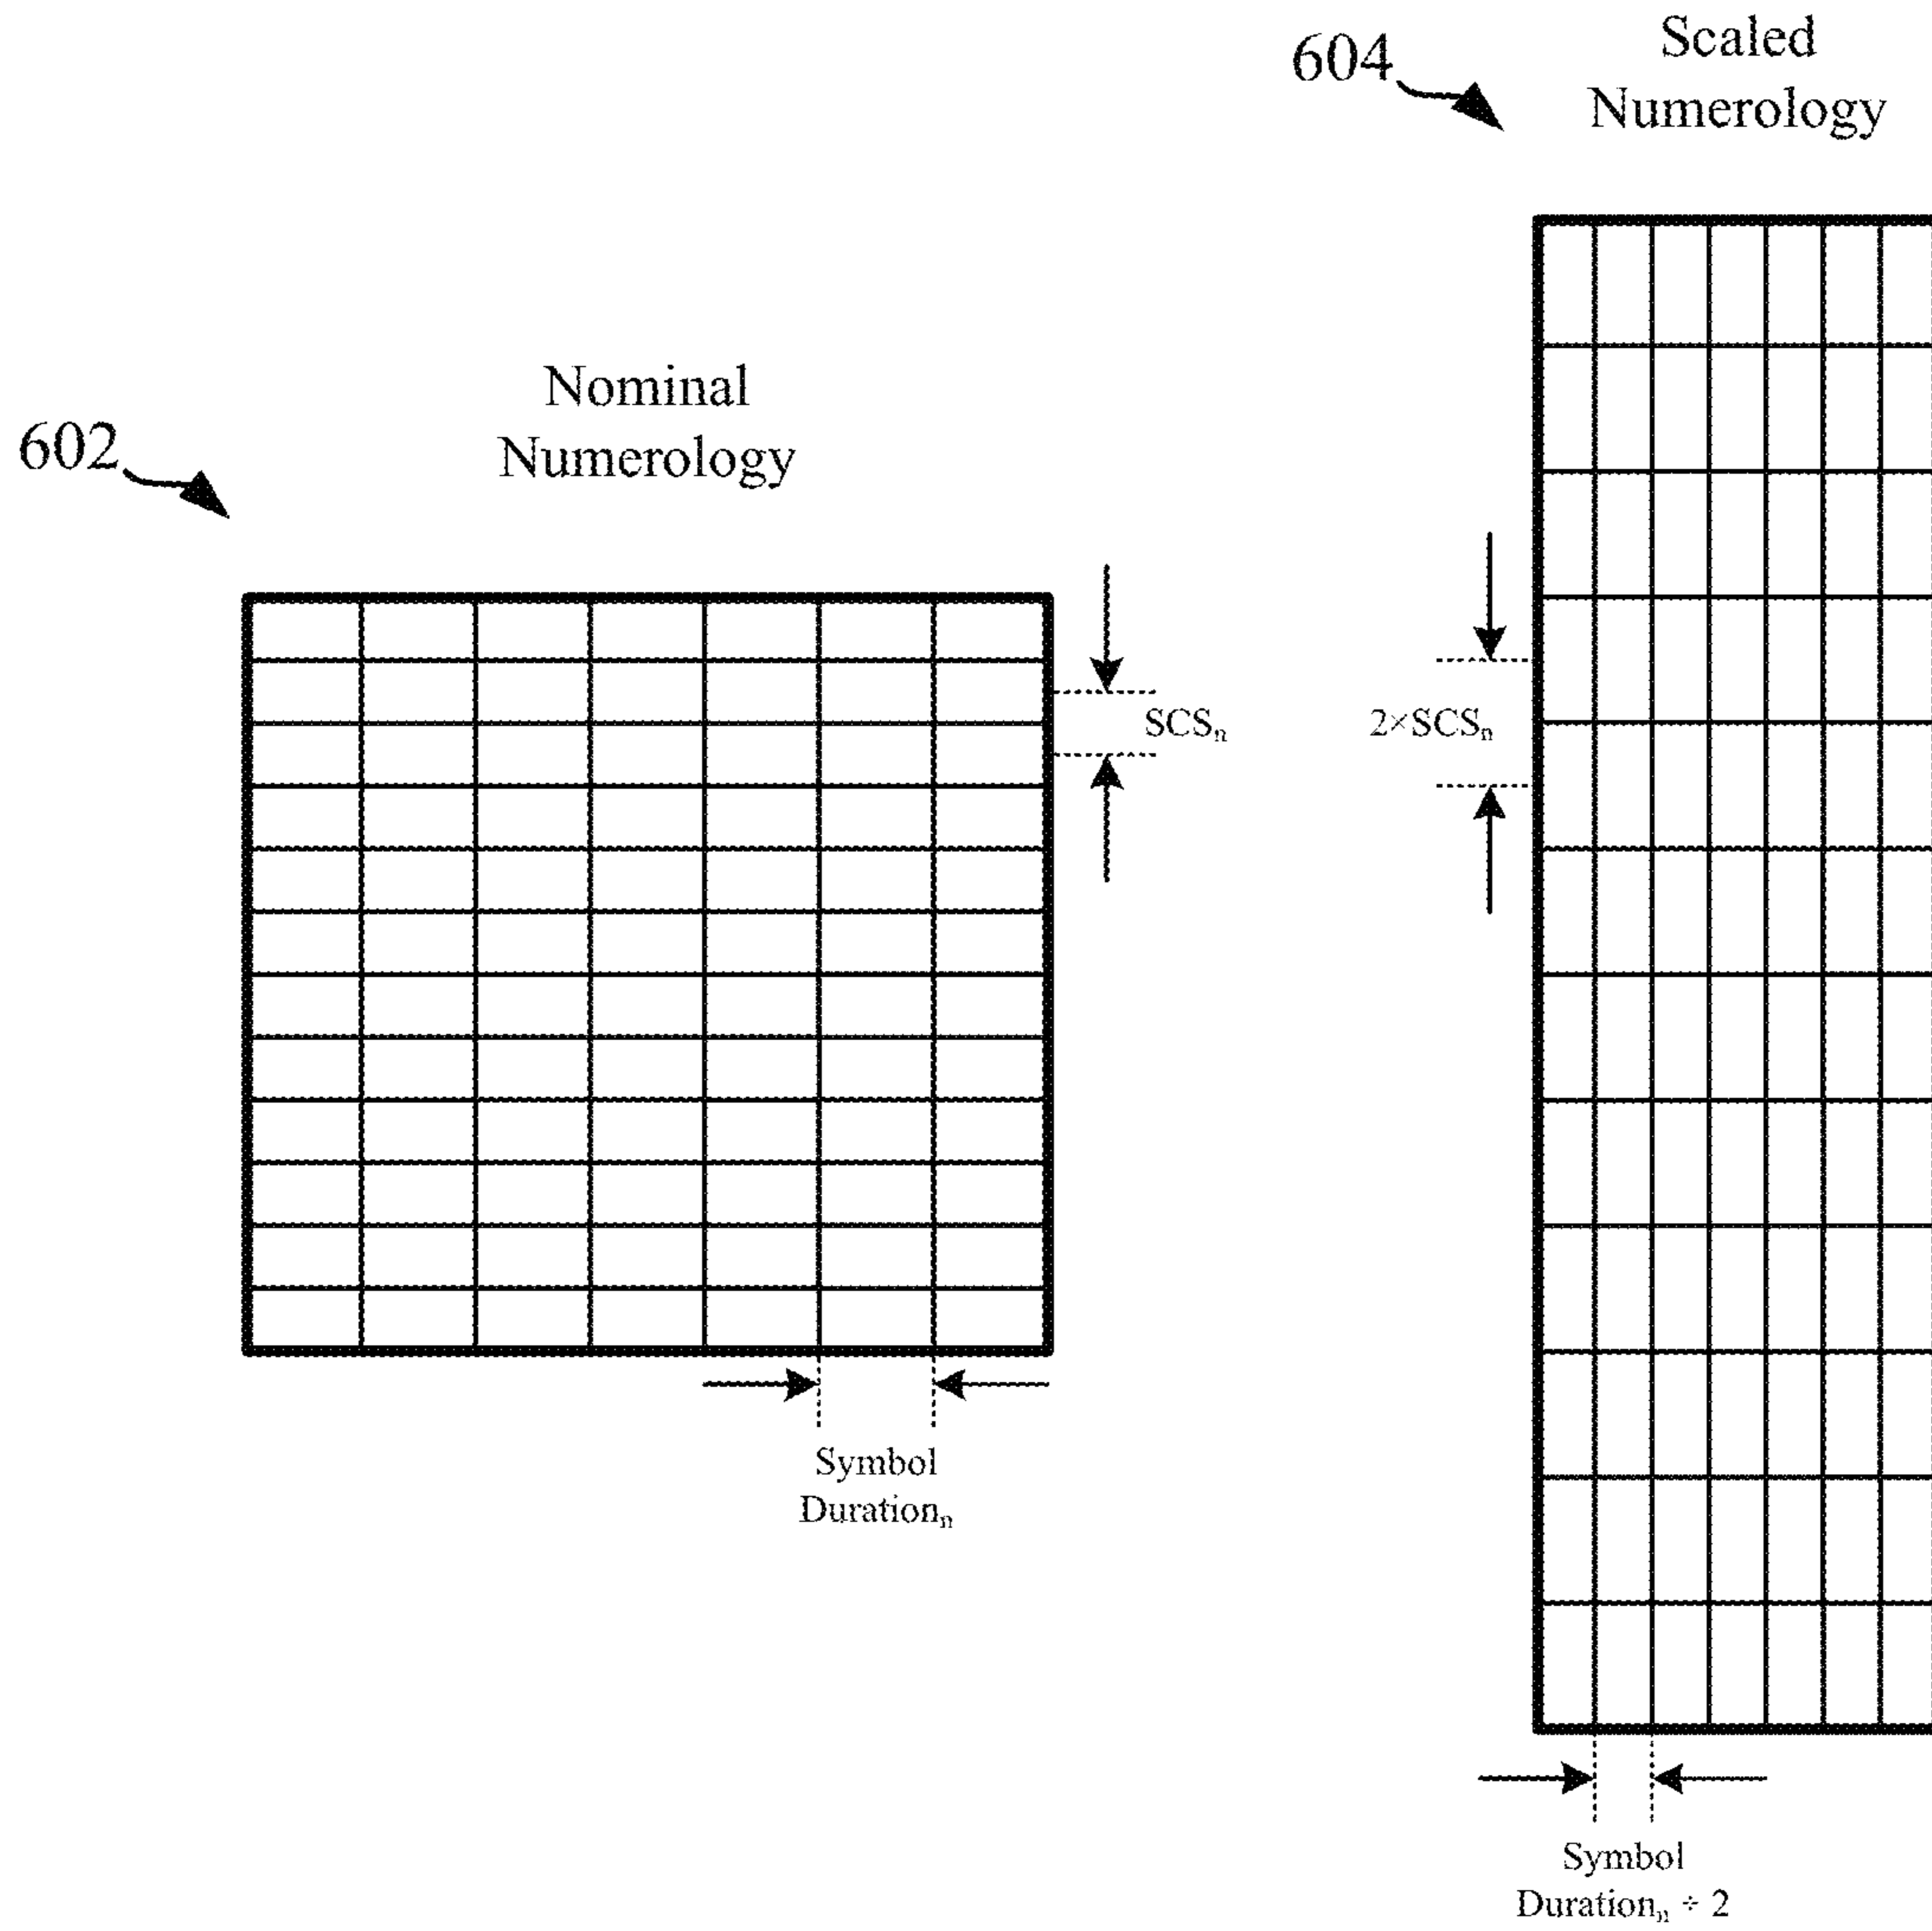 604
Scaled
Numerology
Nominal
Numerology
602
SCSₙ
2×SCSₙ
Symbol
Durationₙ
Symbol
Durationₙ ÷ 2